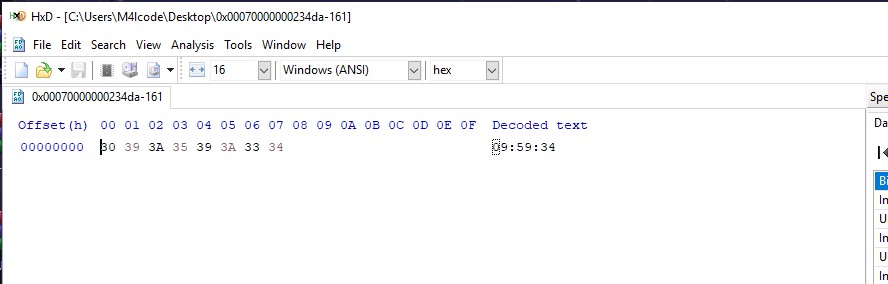 HxD - [C:\Users\M4lcode\Desktop\0x00070000000234da-161]
File Edit Search View Analysis Tools Window Help
16 Windows (ANSI) hex
0x00070000000234da-161
Spe
Da
Offset(h) 00 01 02 03 04 05 06 07 08 09 0A 0B 0C 0D 0E 0F Decoded text
00000000 30 39 3A 35 39 3A 33 34 09:59:34
Bi
In
U
In
U
In